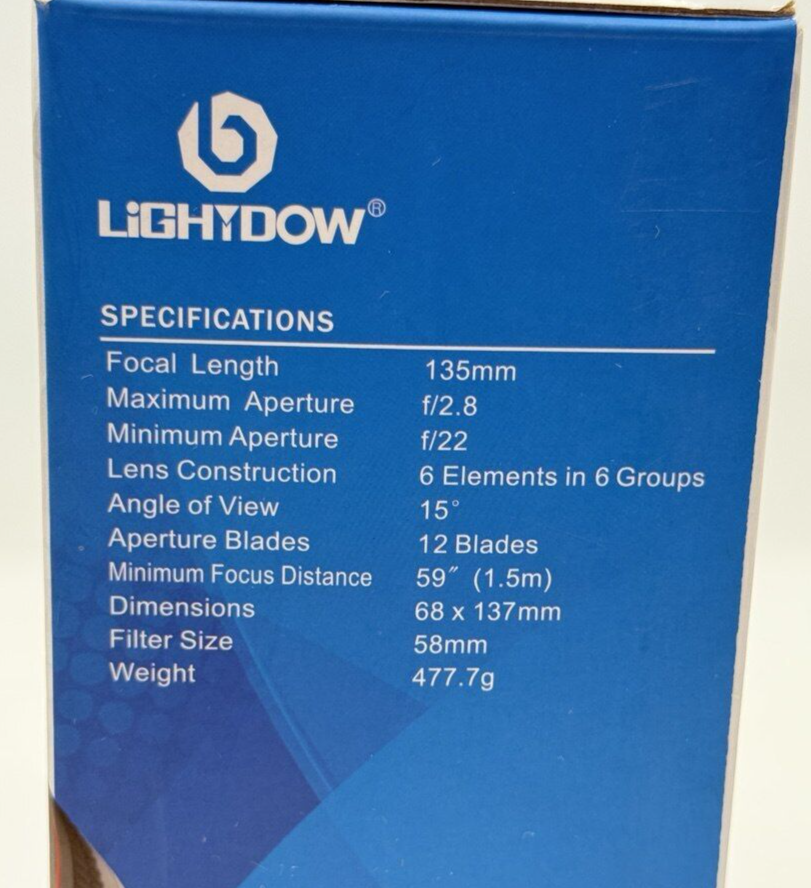 LiGHTDOW®
SPECIFICATIONS
Focal Length 135mm
Maximum Aperture f/2.8
Minimum Aperture f/22
Lens Construction 6 Elements in 6 Groups
Angle of View 15°
Aperture Blades 12 Blades
Minimum Focus Distance 59″ (1.5m)
Dimensions 68 x 137mm
Filter Size 58mm
Weight 477.7g